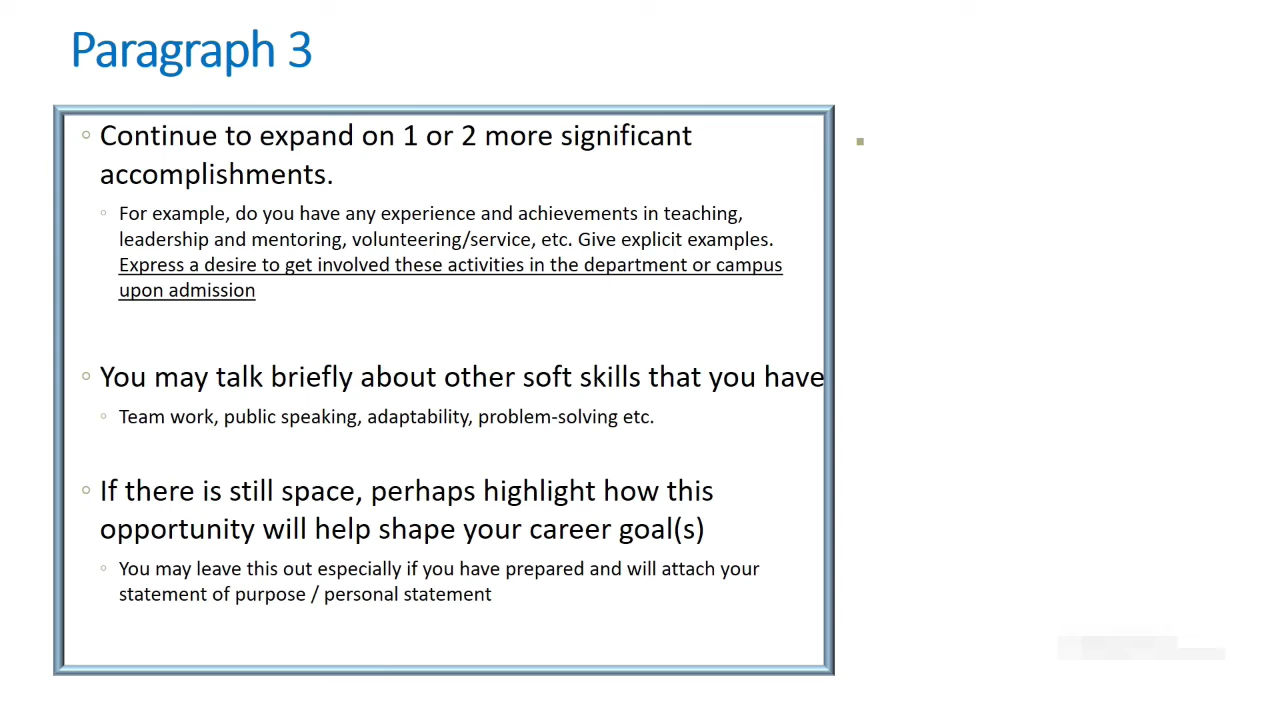 Paragraph 3
Continue to expand on 1 or 2 more significant
accomplishments.
For example, do you have any experience and achievements in teaching,
leadership and mentoring, volunteering/service, etc. Give explicit examples.
Express a desire to get involved these activities in the department or campus
upon admission
You may talk briefly about other soft skills that you have
Team work, public speaking, adaptability, problem-solving etc.
If there is still space, perhaps highlight how this
opportunity will help shape your career goal(s)
You may leave this out especially if you have prepared and will attach your
statement of purpose / personal statement